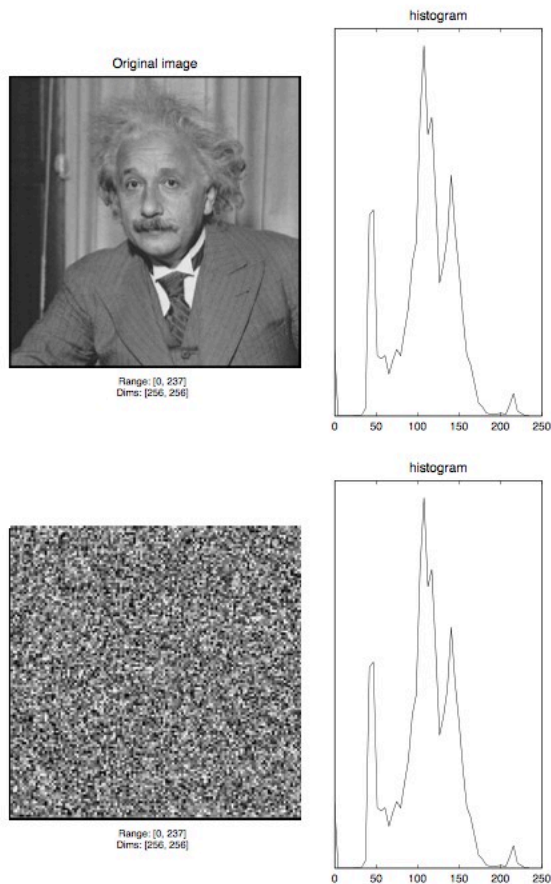 Original image
histogram
Range: [0, 237]
Dims: [256, 256]
0 50 100 150 200 250
histogram
Range: [0, 237]
Dims: [256, 256]
0 50 100 150 200 250